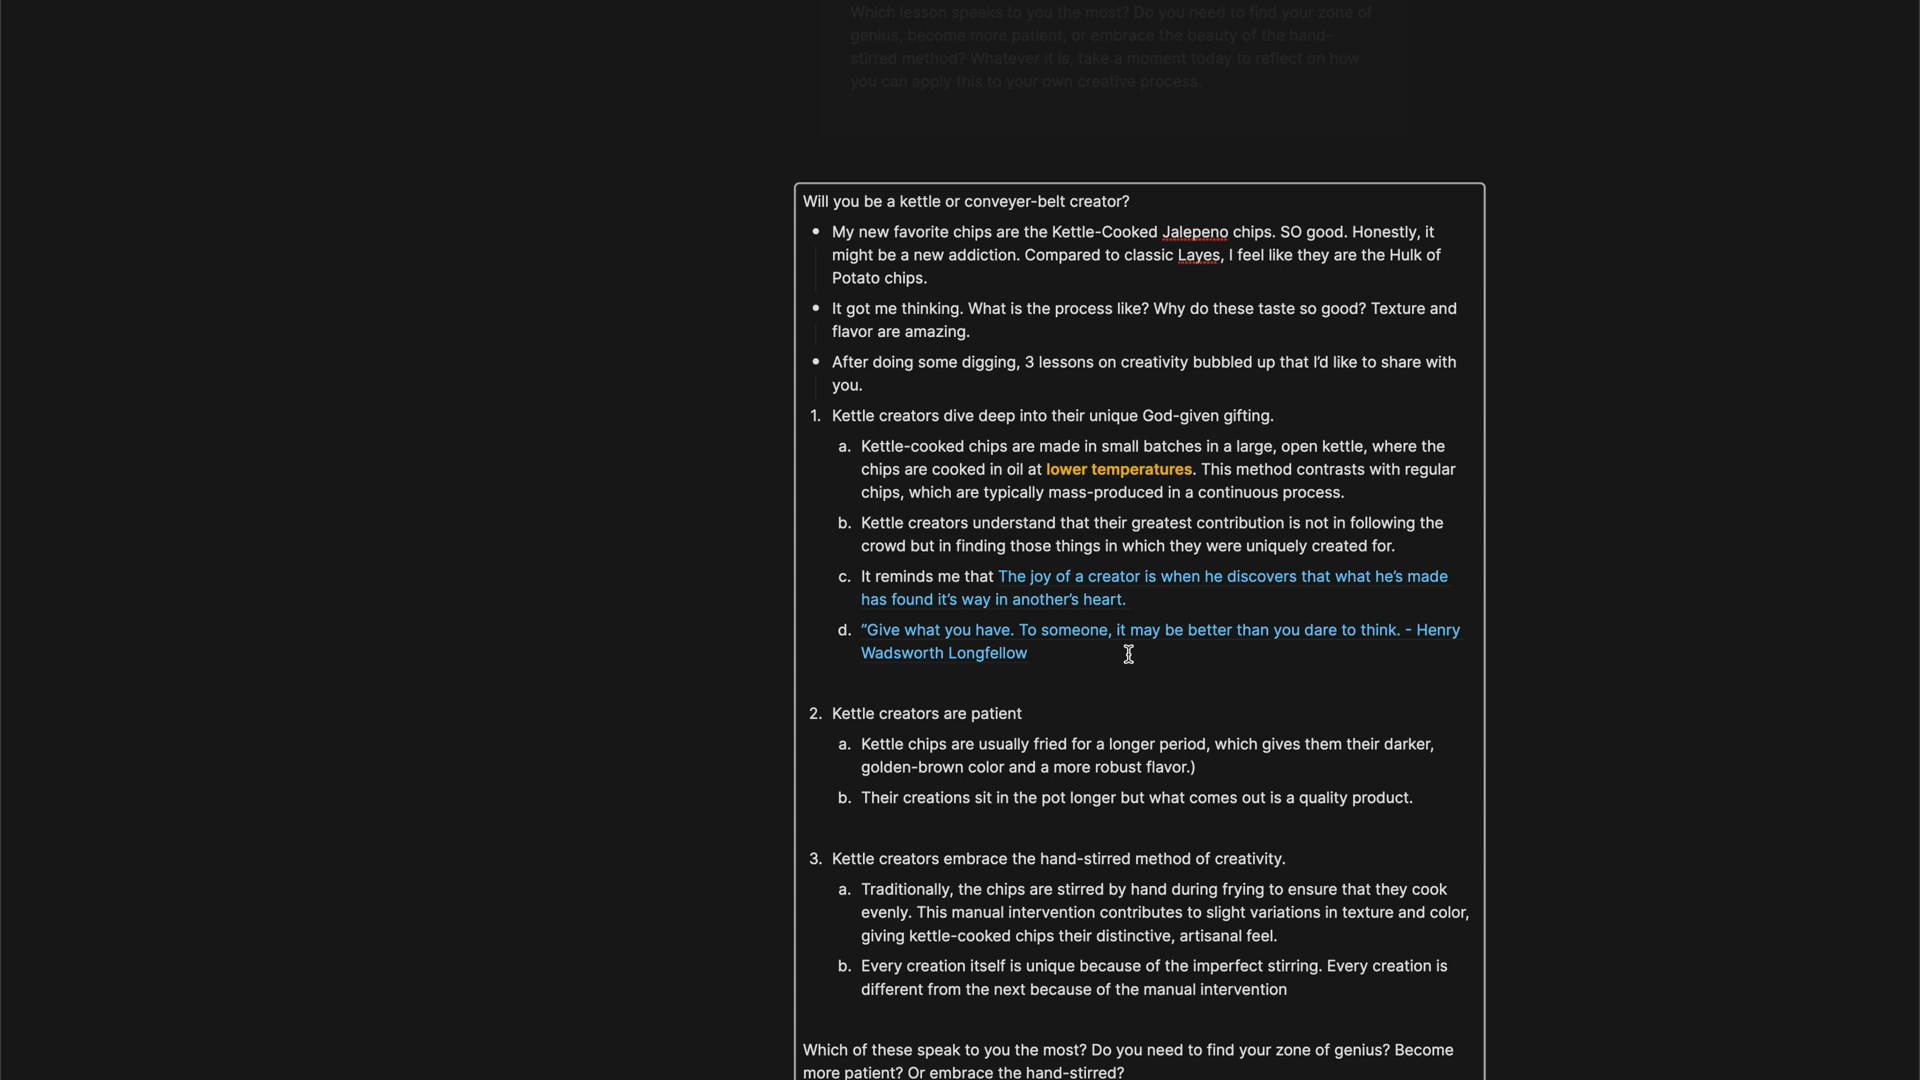 Which lesson speaks to you the most? Do you need to find your zone of
genius, become more patient, or embrace the beauty of the hand-
stirred method? Whatever it is, take a moment today to reflect on how
you can apply this to your own creative process.
Will you be a kettle or conveyer-belt creator?
• My new favorite chips are the Kettle-Cooked Jalepeno chips. SO good. Honestly, it
might be a new addiction. Compared to classic Layes, I feel like they are the Hulk of
Potato chips.
• It got me thinking. What is the process like? Why do these taste so good? Texture and
flavor are amazing.
• After doing some digging, 3 lessons on creativity bubbled up that I'd like to share with
you.
1. Kettle creators dive deep into their unique God-given gifting.
a. Kettle-cooked chips are made in small batches in a large, open kettle, where the
chips are cooked in oil at lower temperatures. This method contrasts with regular
chips, which are typically mass-produced in a continuous process.
b. Kettle creators understand that their greatest contribution is not in following the
crowd but in finding those things in which they were uniquely created for.
c. It reminds me that The joy of a creator is when he discovers that what he's made
has found it's way in another's heart.
d. “Give what you have. To someone, it may be better than you dare to think. - Henry
Wadsworth Longfellow
2. Kettle creators are patient
a. Kettle chips are usually fried for a longer period, which gives them their darker,
golden-brown color and a more robust flavor.)
b. Their creations sit in the pot longer but what comes out is a quality product.
3. Kettle creators embrace the hand-stirred method of creativity.
a. Traditionally, the chips are stirred by hand during frying to ensure that they cook
evenly. This manual intervention contributes to slight variations in texture and color,
giving kettle-cooked chips their distinctive, artisanal feel.
b. Every creation itself is unique because of the imperfect stirring. Every creation is
different from the next because of the manual intervention
Which of these speak to you the most? Do you need to find your zone of genius? Become
more patient? Or embrace the hand-stirred?